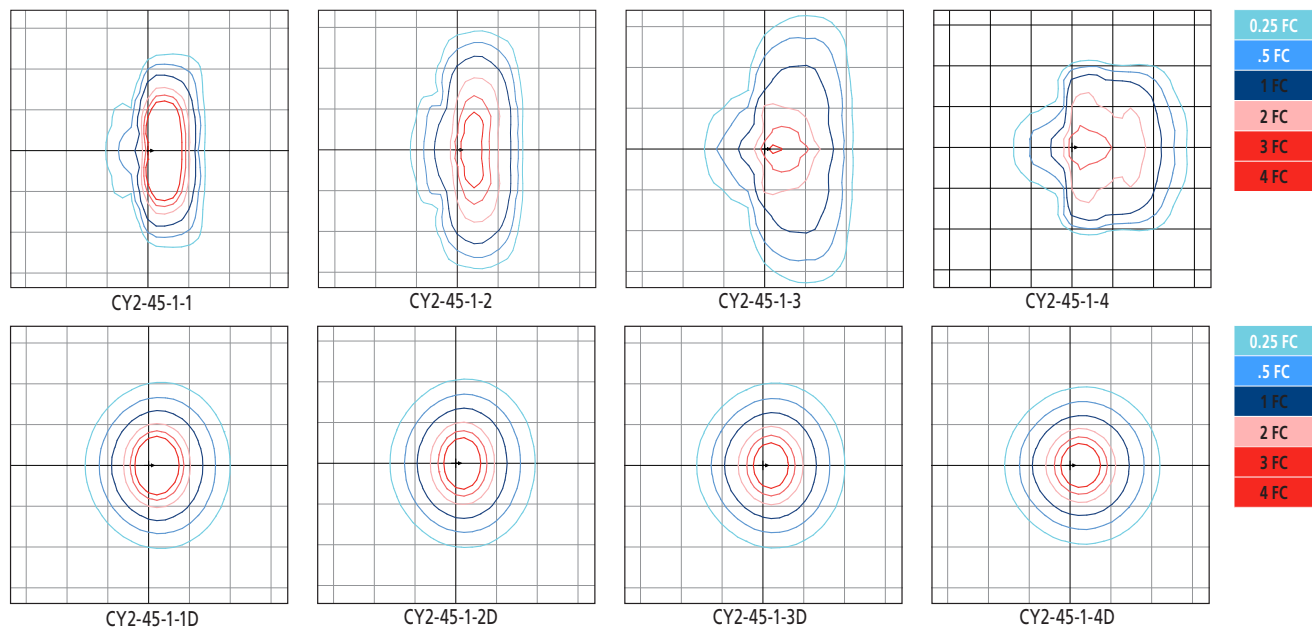 0.25 FC
.5 FC
1 FC
2 FC
3 FC
4 FC
CY2-45-1-1
CY2-45-1-2
CY2-45-1-3
CY2-45-1-4
0.25 FC
.5 FC
1 FC
2 FC
3 FC
4 FC
CY2-45-1-1D
CY2-45-1-2D
CY2-45-1-3D
CY2-45-1-4D